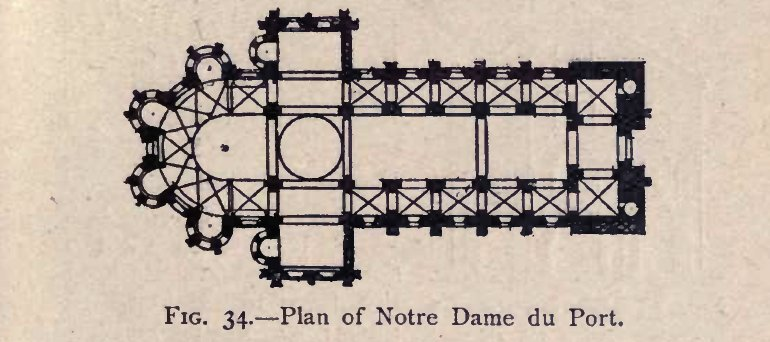 Fig. 34.—Plan of Notre Dame du Port.